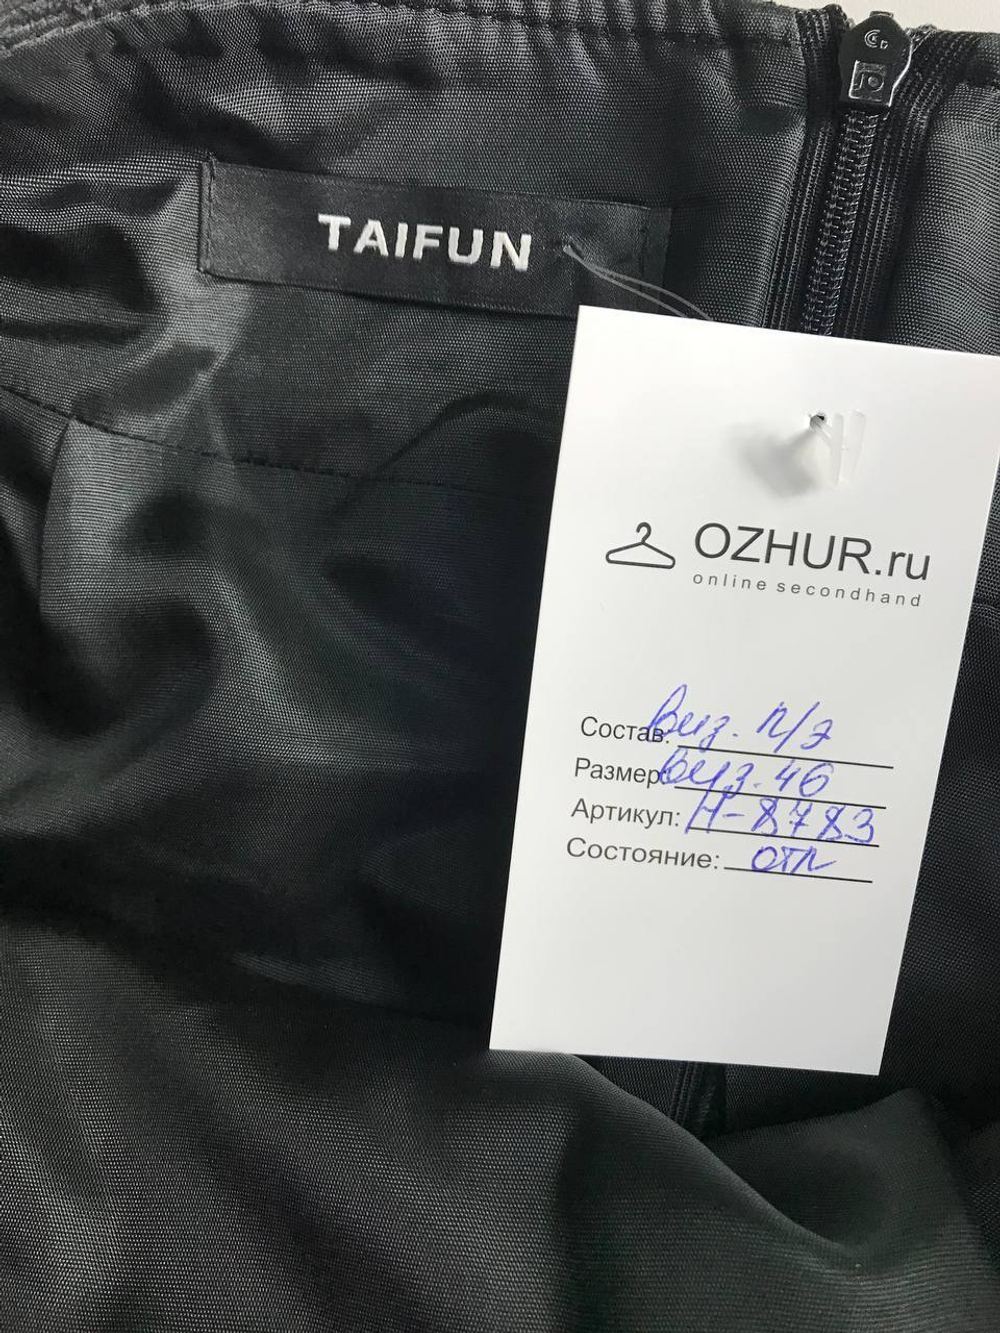 TAIFUN
OZHUR.ru
online secondhand
Состав: виз. п/э
Размер: виз. 46
Артикул: Н-8783
Состояние: отл